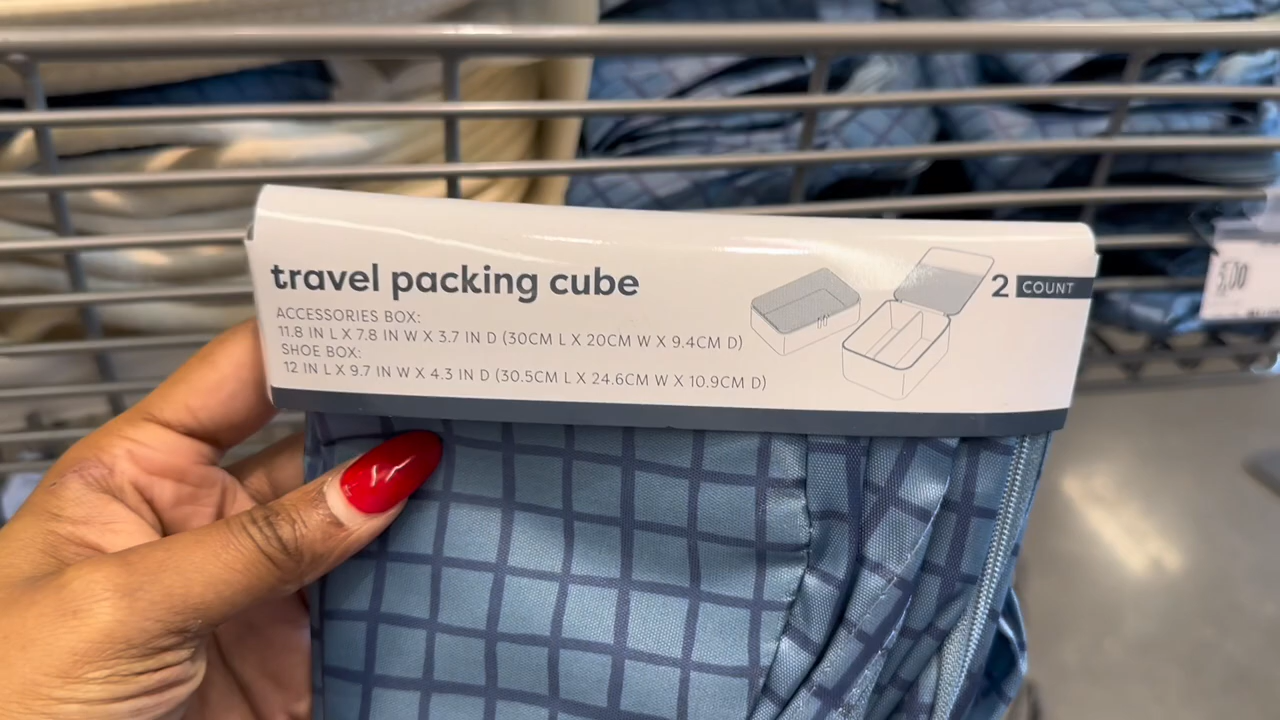 travel packing cube
ACCESSORIES BOX:
11.8 IN L X 7.8 IN W X 3.7 IN D (30CM L X 20CM W X 9.4CM D)
SHOE BOX:
12 IN L X 9.7 IN W X 4.3 IN D (30.5CM L X 24.6CM W X 10.9CM D)
2 COUNT